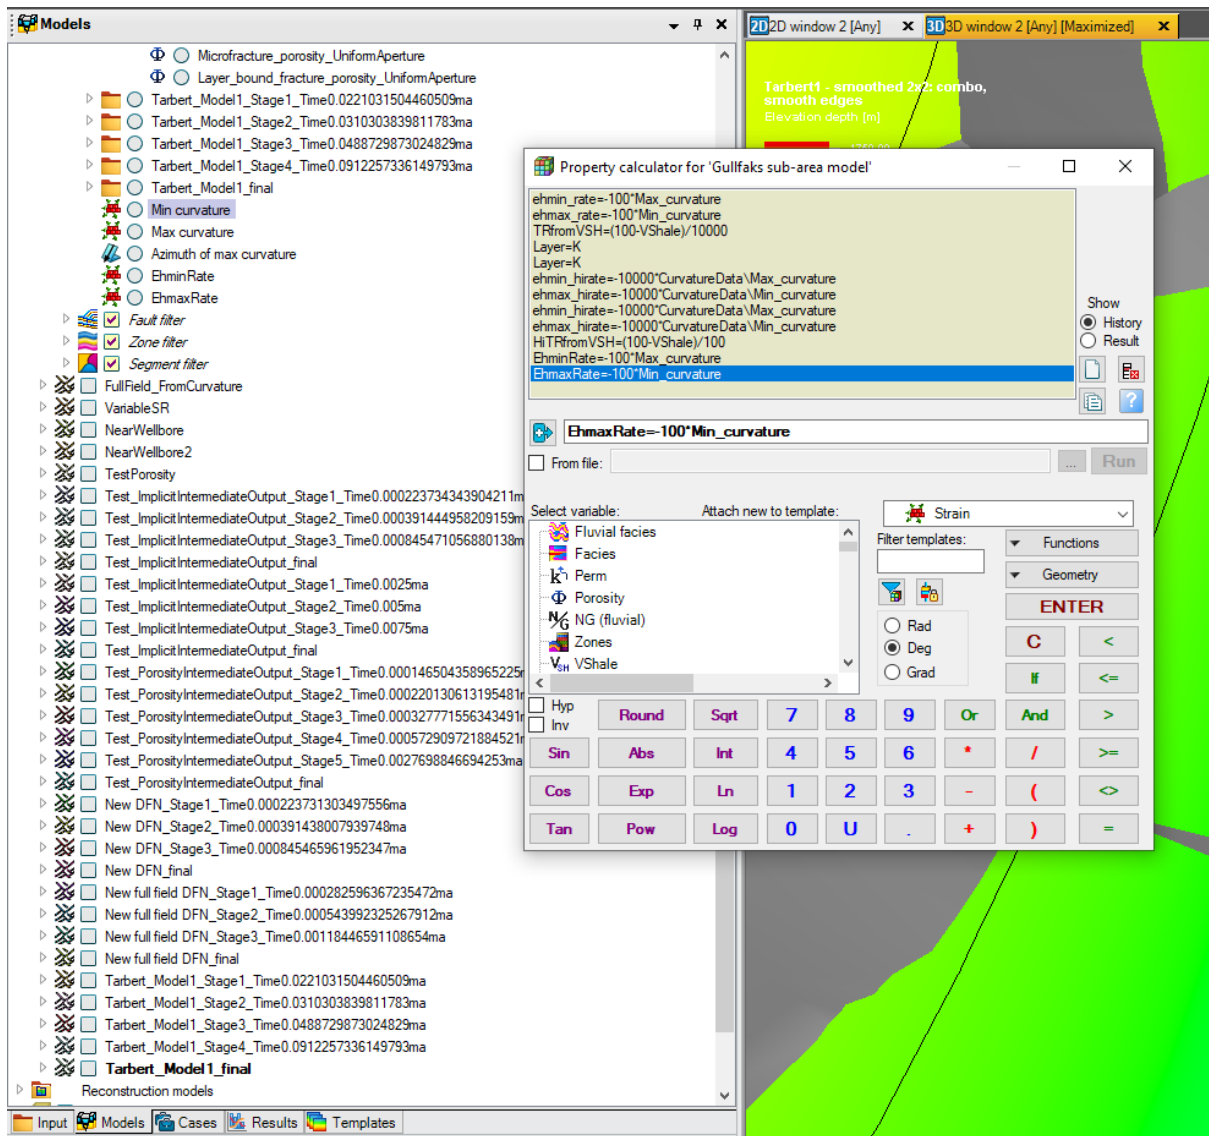 Models
Microfracture_porosity_UniformAperture
Layer_bound_fracture_porosity_UniformAperture
Tarbert_Model1_Stage1_Time0.0221031504460509ma
Tarbert_Model1_Stage2_Time0.0310303839811783ma
Tarbert_Model1_Stage3_Time0.0488729873024829ma
Tarbert_Model1_Stage4_Time0.0912257336149793ma
Tarbert_Model1_final
Min curvature
Max curvature
Azimuth of max curvature
EhminRate
EhmaxRate
Fault filter
Zone filter
Segment filter
FullField_FromCurvature
VariableSR
NearWellbore
NearWellbore2
TestPorosity
Test_ImplicitIntermediateOutput_Stage1_Time0.000223734343904211m
Test_ImplicitIntermediateOutput_Stage2_Time0.000391444958209159m
Test_ImplicitIntermediateOutput_Stage3_Time0.000845471056880138m
Test_ImplicitIntermediateOutput_final
Test_ImplicitIntermediateOutput_Stage1_Time0.0025ma
Test_ImplicitIntermediateOutput_Stage2_Time0.005ma
Test_ImplicitIntermediateOutput_Stage3_Time0.0075ma
Test_ImplicitIntermediateOutput_final
Test_PorosityIntermediateOutput_Stage1_Time0.000146504358965225
Test_PorosityIntermediateOutput_Stage2_Time0.000220130613195481
Test_PorosityIntermediateOutput_Stage3_Time0.000327771556343491
Test_PorosityIntermediateOutput_Stage4_Time0.000572909721884521
Test_PorosityIntermediateOutput_Stage5_Time0.0027698846694253ma
Test_PorosityIntermediateOutput_final
New DFN_Stage1_Time0.000223731303497556ma
New DFN_Stage2_Time0.000391438007939748ma
New DFN_Stage3_Time0.000845465961952347ma
New DFN_final
New full field DFN_Stage1_Time0.000282596367235472ma
New full field DFN_Stage2_Time0.000543992325267912ma
New full field DFN_Stage3_Time0.00118446591108654ma
New full field DFN_final
Tarbert_Model1_Stage1_Time0.0221031504460509ma
Tarbert_Model1_Stage2_Time0.0310303839811783ma
Tarbert_Model1_Stage3_Time0.0488729873024829ma
Tarbert_Model1_Stage4_Time0.0912257336149793ma
Tarbert_Model1_final
Reconstruction models
Input Models Cases Results Templates
2D 2D window 2 [Any] 3D 3D window 2 [Any] [Maximized]
Tarbert1 - smoothed 2x2: combo,
smooth edges
Elevation depth [m]
Property calculator for 'Gullfaks sub-area model'
ehmin_rate=-100*Max_curvature
ehmax_rate=-100*Min_curvature
TRfromVSH=(100-VShale)/10000
Layer=K
Layer=K
ehmin_hirate=-10000*CurvatureData\Max_curvature
ehmax_hirate=-10000*CurvatureData\Min_curvature
ehmin_hirate=-10000*CurvatureData\Max_curvature
ehmax_hirate=-10000*CurvatureData\Min_curvature
HiTRfromVSH=(100-VShale)/100
EhminRate=-100*Max_curvature
EhmaxRate=-100*Min_curvature
Show
History
Result
EhmaxRate=-100*Min_curvature
From file:
... Run
Select variable: Attach new to template: Strain
Fluvial facies
Facies
Perm
Porosity
NG (fluvial)
Zones
VShale
Filter templates:
Rad
Deg
Grad
Functions
Geometry
ENTER
C <
If <=
Hyp
Inv
Round Sqrt 7 8 9 Or And >
Sin Abs Int 4 5 6 * / >=
Cos Exp Ln 1 2 3 - ( <>
Tan Pow Log 0 U . + ) =